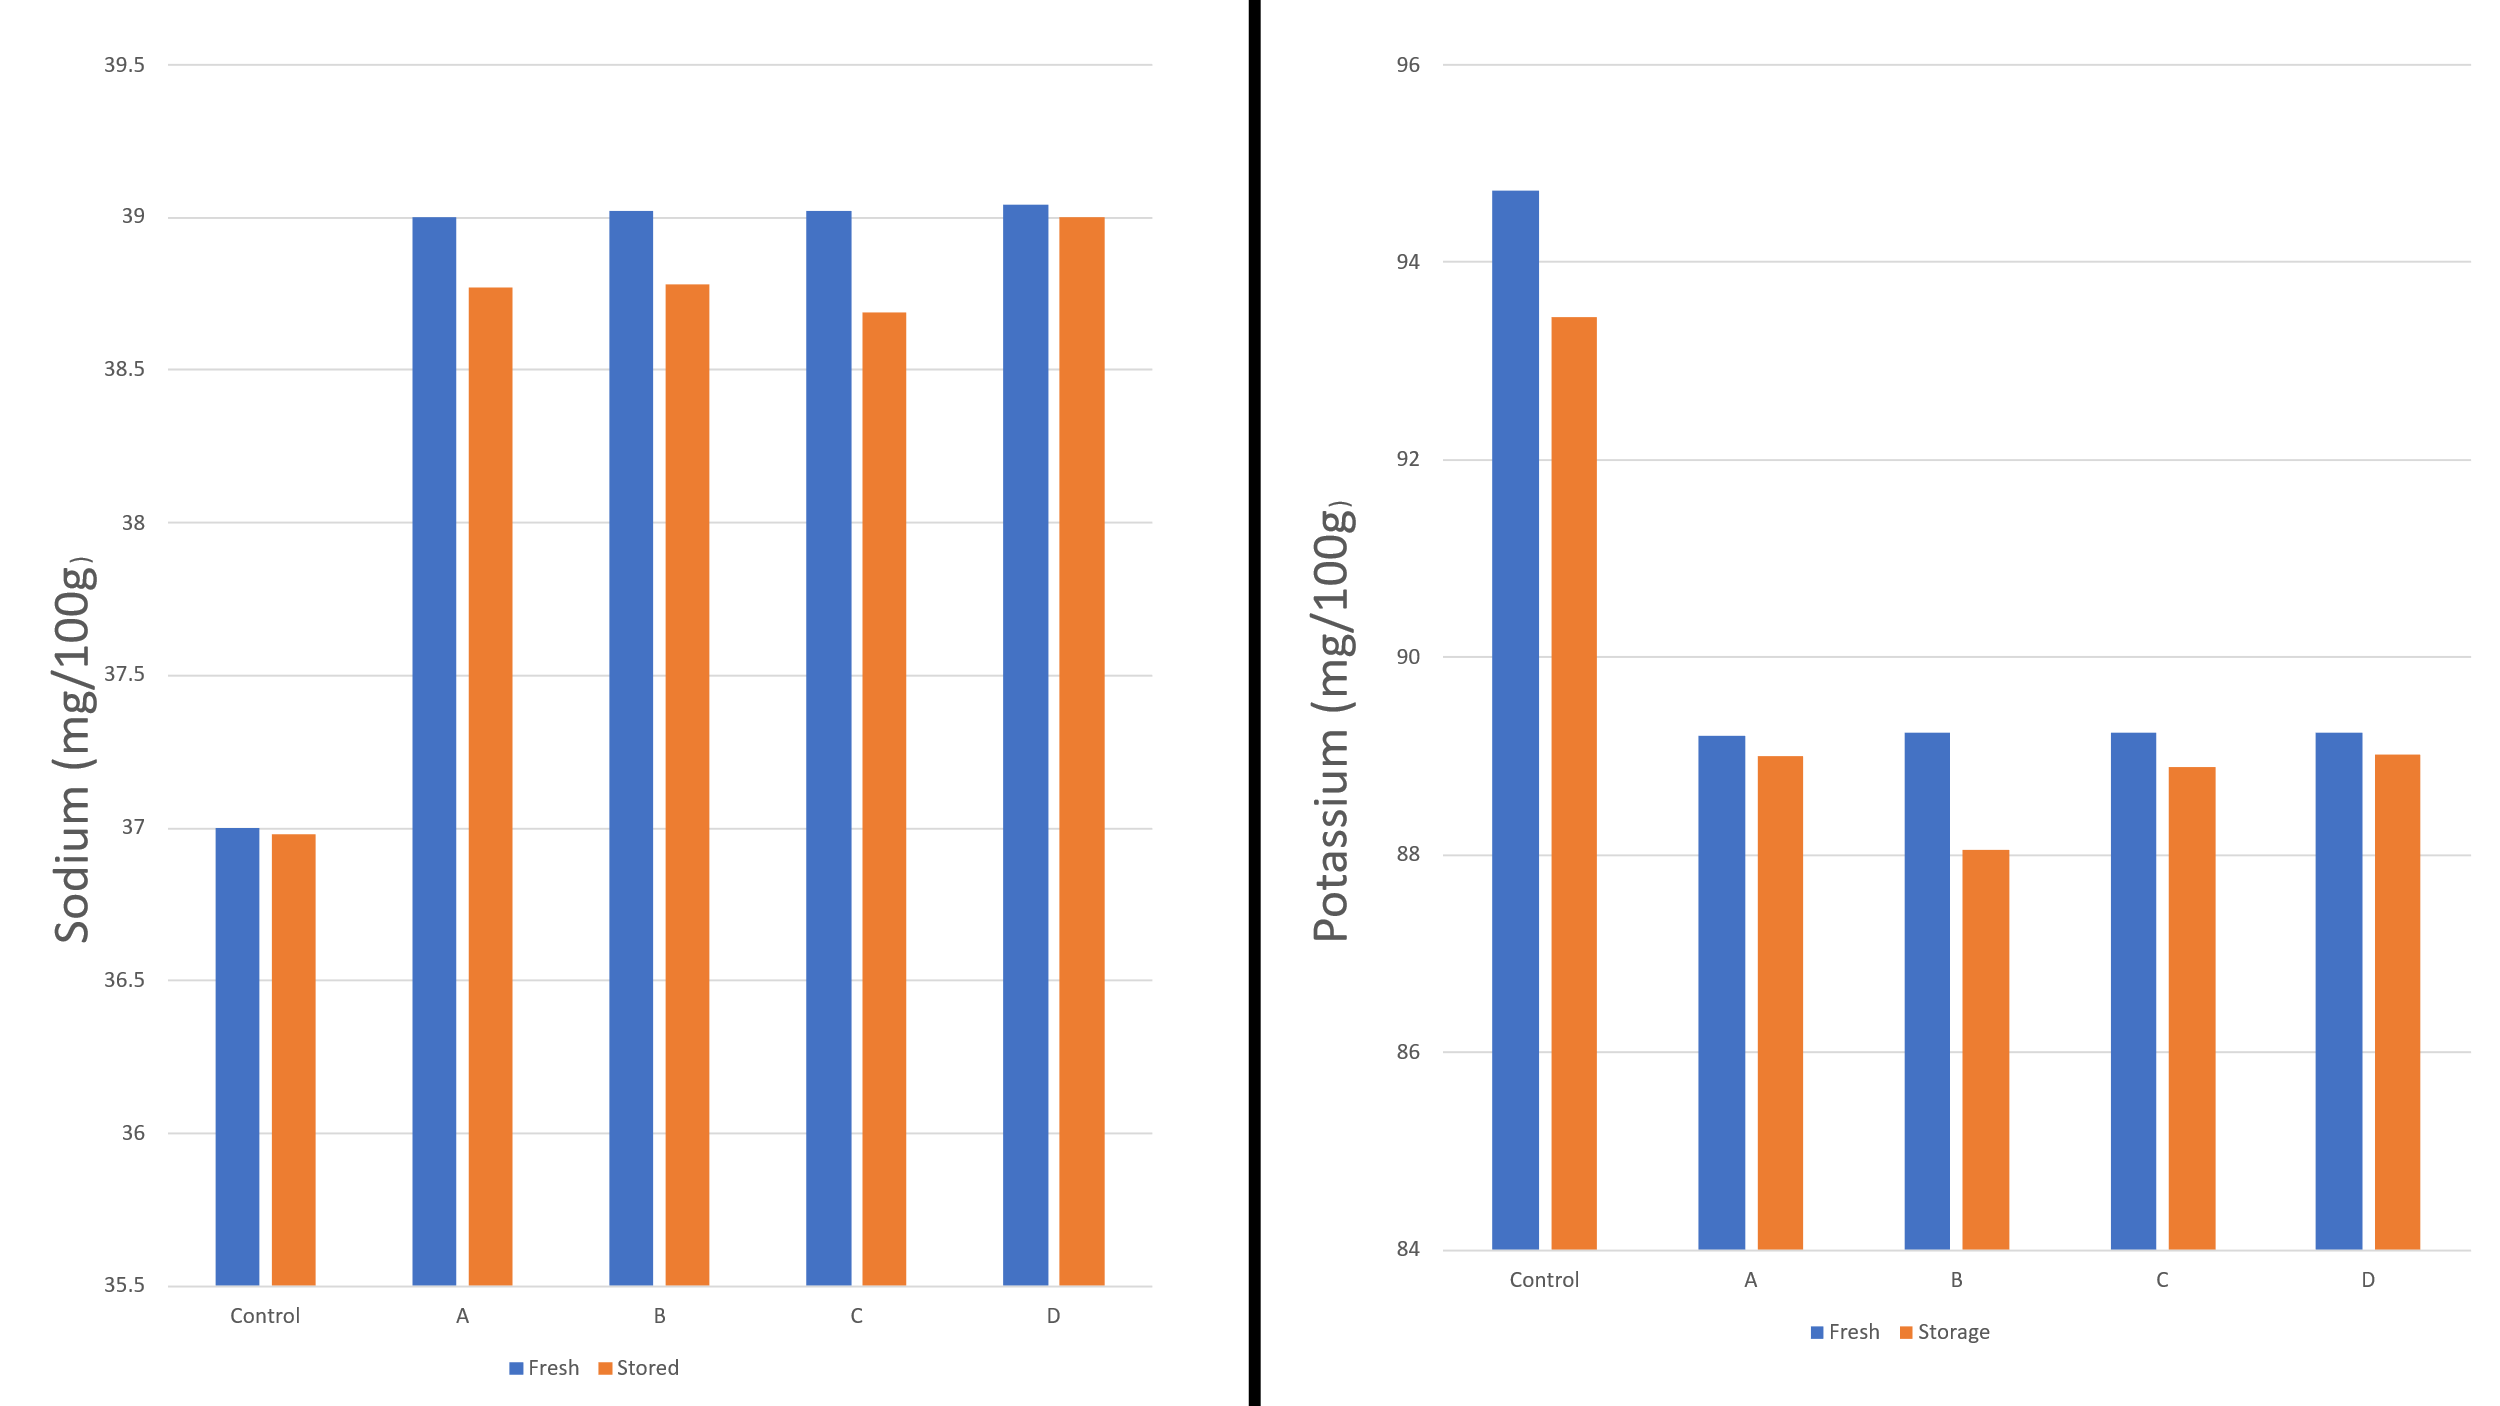 Sodium (mg/100g)
39.5
39
38.5
38
37.5
37
36.5
36
35.5
Control A B C D
Fresh Stored
Potassium (mg/100g)
96
94
92
90
88
86
84
Control A B C D
Fresh Storage